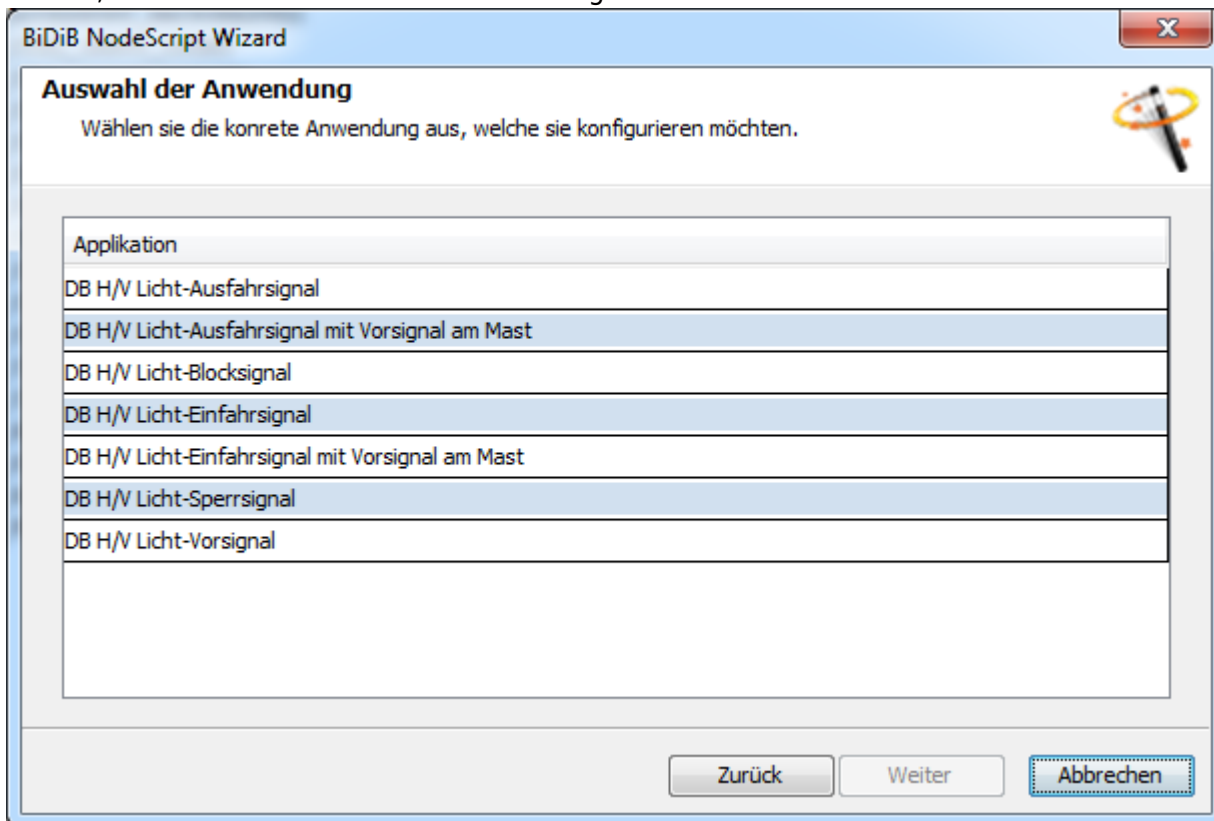 BiDiB NodeScript Wizard
Auswahl der Anwendung
Wählen sie die konrete Anwendung aus, welche sie konfigurieren möchten.
Applikation
DB H/V Licht-Ausfahrsignal
DB H/V Licht-Ausfahrsignal mit Vorsignal am Mast
DB H/V Licht-Blocksignal
DB H/V Licht-Einfahrsignal
DB H/V Licht-Einfahrsignal mit Vorsignal am Mast
DB H/V Licht-Sperrsignal
DB H/V Licht-Vorsignal
Zurück Weiter Abbrechen